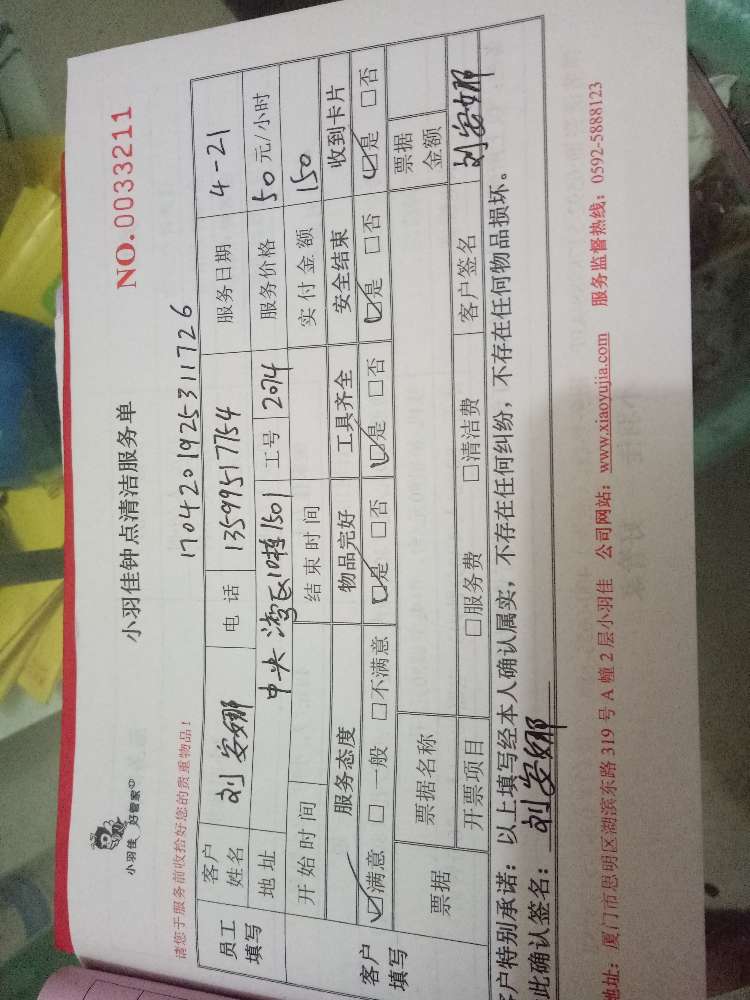 小羽佳
好管家
小羽佳钟点清洁服务单
NO.0033211
请您于服务前收拾好您的贵重物品！
1704201925311726
员工填写
客户姓名 刘安娜 电话 13599517754 服务日期 4-21
地址 中央湾区10栋1501 工号 2074 服务价格 50 元/小时
开始时间 结束时间 实付金额 150
客户填写
服务态度 物品完好 工具齐全 安全结束 收到卡片
☑满意 □一般 □不满意 ☑是 □否 ☑是 □否 ☑是 □否 ☑是 □否
票据 票据名称 票据金额
开票项目 □服务费 □清洁费 客户签名 刘安娜
客户特别承诺：以上填写经本人确认属实，不存在任何纠纷，不存在任何物品损坏。
此确认签名：刘安娜
地址：厦门市思明区湖滨东路 319 号 A 幢 2 层小羽佳 公司网站：www.xiaoyujia.com 服务监督热线：0592-5888123